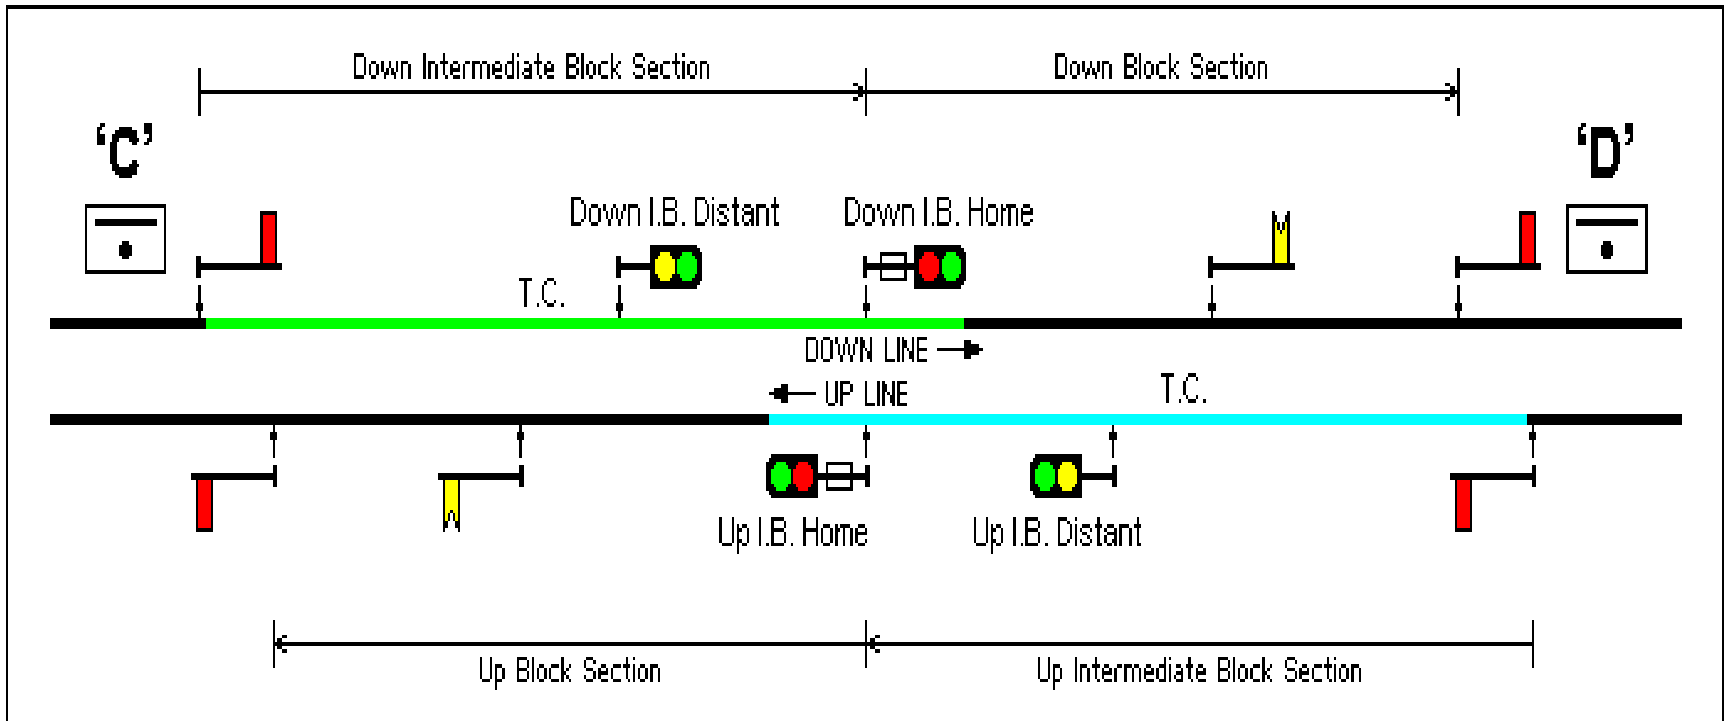 Down Intermediate Block Section
Down Block Section
‘C’
‘D’
Down I.B. Distant
Down I.B. Home
T.C.
DOWN LINE
UP LINE
T.C.
Up I.B. Home
Up I.B. Distant
Up Block Section
Up Intermediate Block Section